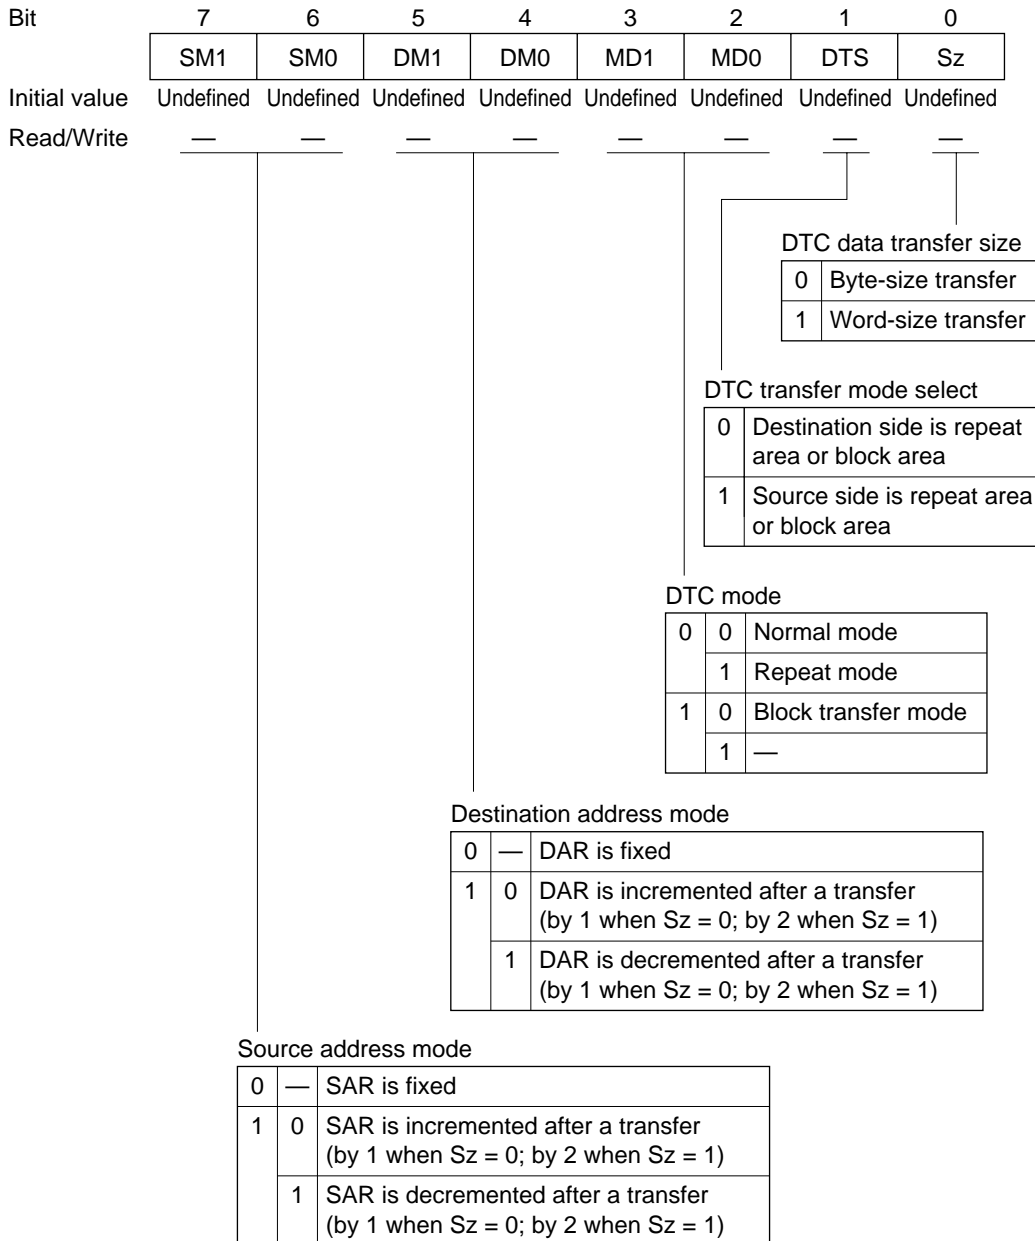 Bit 7 6 5 4 3 2 1 0
SM1 SM0 DM1 DM0 MD1 MD0 DTS Sz
Initial value Undefined Undefined Undefined Undefined Undefined Undefined Undefined Undefined
Read/Write — — — — — — — —
DTC data transfer size
0 Byte-size transfer
1 Word-size transfer
DTC transfer mode select
0 Destination side is repeat
area or block area
1 Source side is repeat area
or block area
DTC mode
0 0 Normal mode
1 Repeat mode
1 0 Block transfer mode
1 —
Destination address mode
0 — DAR is fixed
1 0 DAR is incremented after a transfer
(by 1 when Sz = 0; by 2 when Sz = 1)
1 DAR is decremented after a transfer
(by 1 when Sz = 0; by 2 when Sz = 1)
Source address mode
0 — SAR is fixed
1 0 SAR is incremented after a transfer
(by 1 when Sz = 0; by 2 when Sz = 1)
1 SAR is decremented after a transfer
(by 1 when Sz = 0; by 2 when Sz = 1)